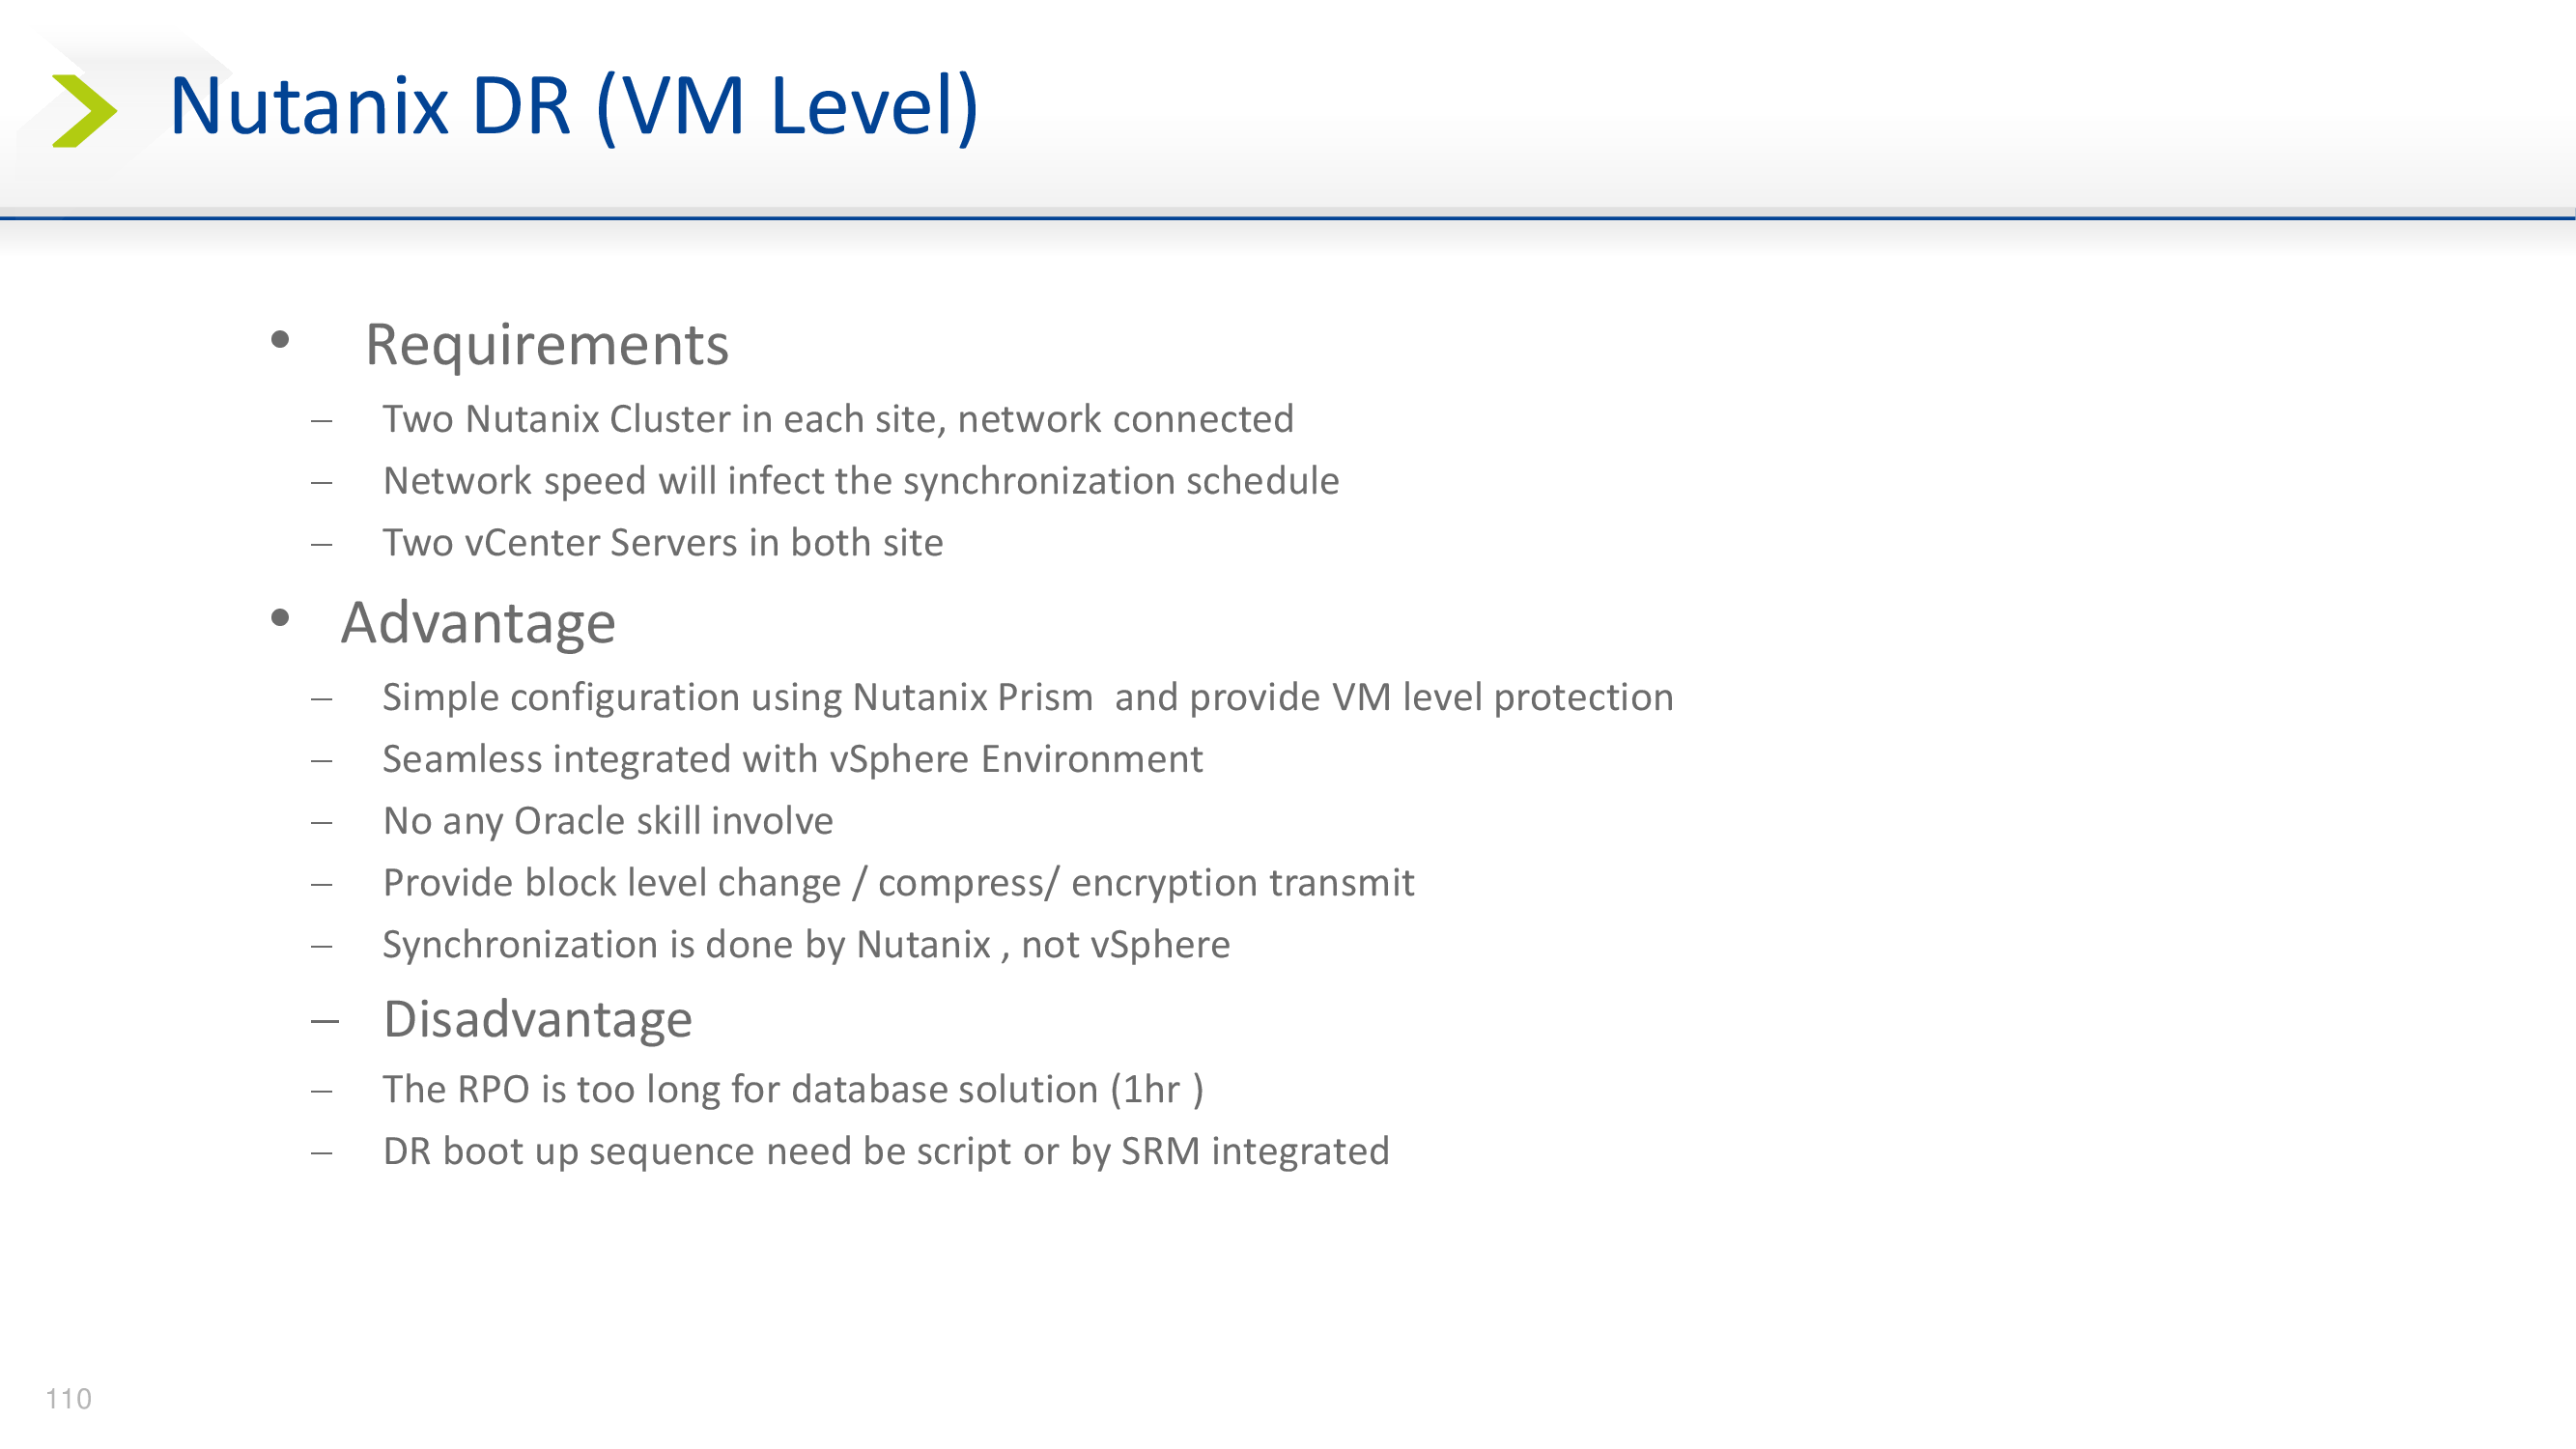 Nutanix DR (VM Level)
• Requirements
– Two Nutanix Cluster in each site, network connected
– Network speed will infect the synchronization schedule
– Two vCenter Servers in both site
• Advantage
– Simple configuration using Nutanix Prism  and provide VM level protection
– Seamless integrated with vSphere Environment
– No any Oracle skill involve
– Provide block level change / compress/ encryption transmit
– Synchronization is done by Nutanix , not vSphere
– Disadvantage
– The RPO is too long for database solution (1hr )
– DR boot up sequence need be script or by SRM integrated
110